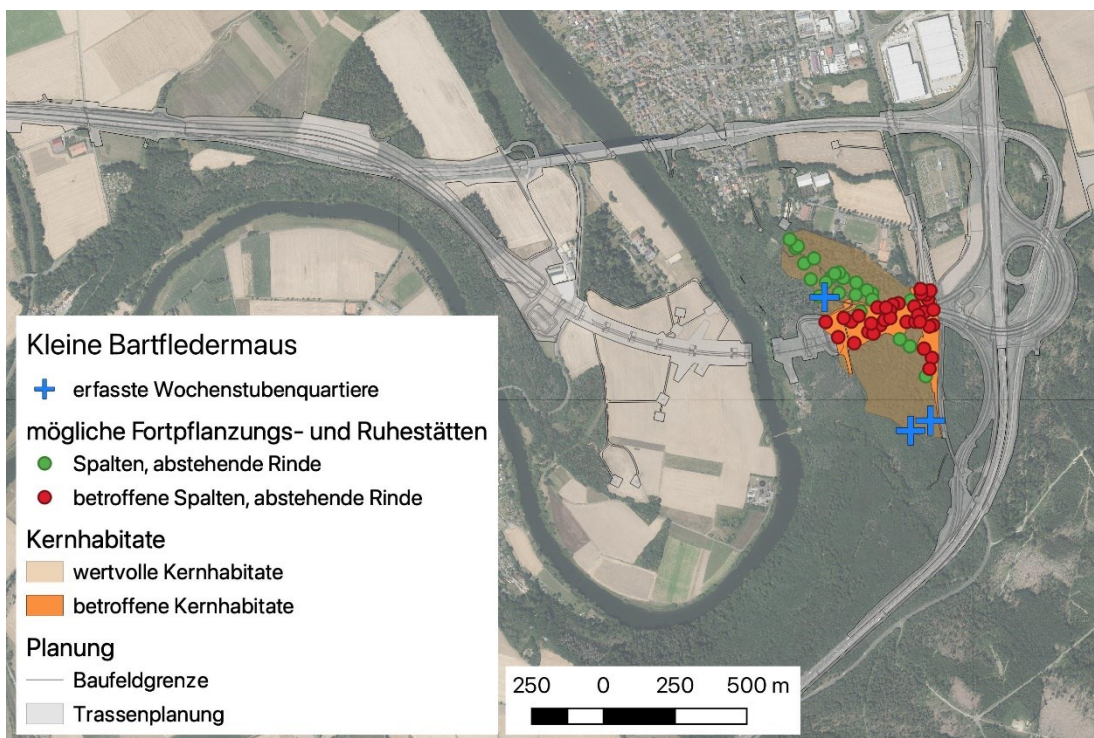 Kleine Bartfledermaus
erfasste Wochenstubenquartiere
mögliche Fortpflanzungs- und Ruhestätten
Spalten, abstehende Rinde
betroffene Spalten, abstehende Rinde
Kernhabitate
wertvolle Kernhabitate
betroffene Kernhabitate
Planung
Baufeldgrenze
Trassenplanung
250 0 250 500 m